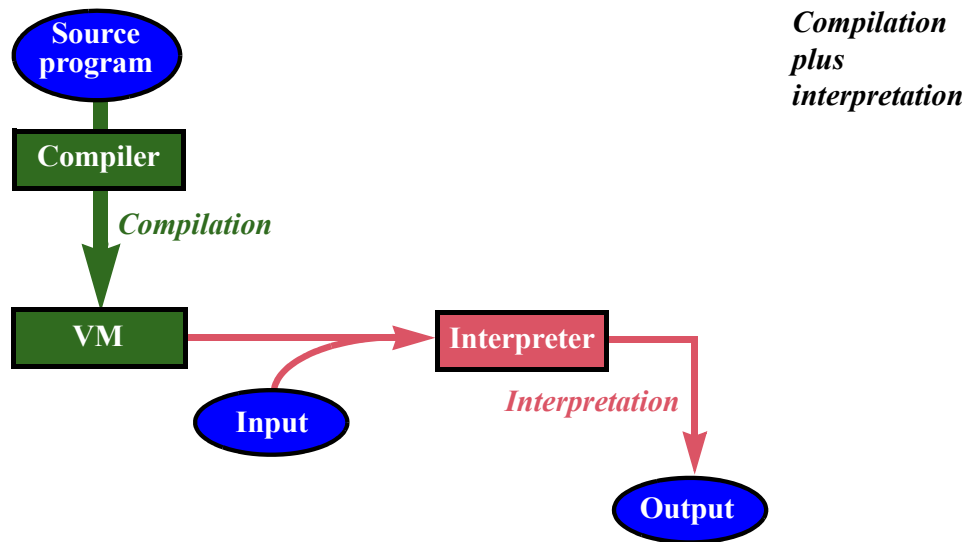 Source
program
Compilation
plus
interpretation
Compiler
Compilation
VM
Interpreter
Input
Interpretation
Output